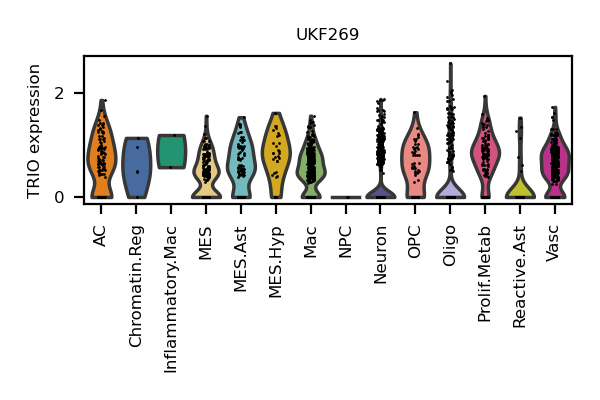 UKF269
TRIO expression
2
0
AC
Chromatin.Reg
Inflammatory.Mac
MES
MES.Ast
MES.Hyp
Mac
NPC
Neuron
OPC
Oligo
Prolif.Metab
Reactive.Ast
Vasc